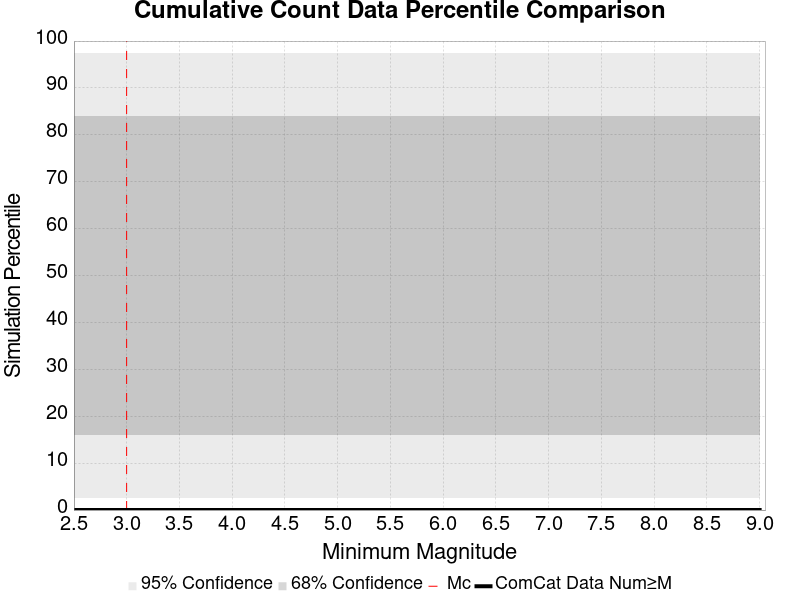 Cumulative Count Data Percentile Comparison
Simulation Percentile
100
90
80
70
60
50
40
30
20
10
0
2.5 3.0 3.5 4.0 4.5 5.0 5.5 6.0 6.5 7.0 7.5 8.0 8.5 9.0
Minimum Magnitude
95% Confidence 68% Confidence Mc ComCat Data Num≥M